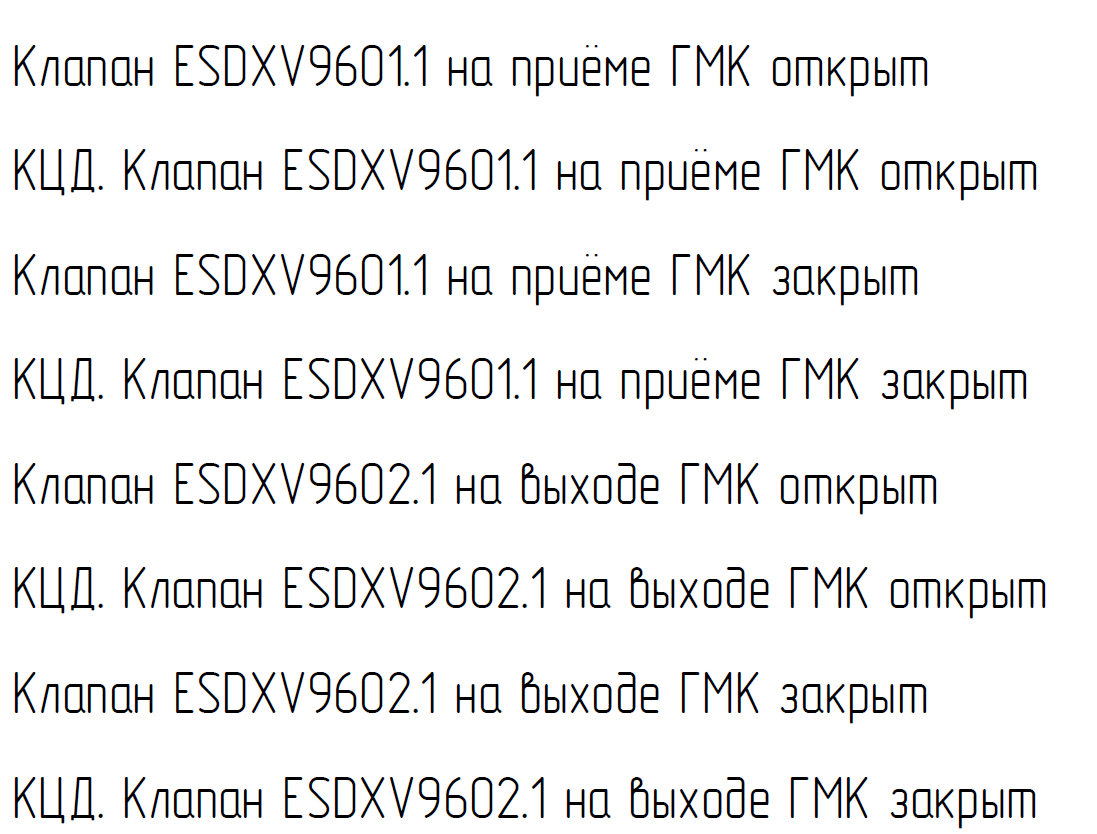 Клапан ESDXV9601.1 на приёме ГМК открыт
КЦД. Клапан ESDXV9601.1 на приёме ГМК открыт
Клапан ESDXV9601.1 на приёме ГМК закрыт
КЦД. Клапан ESDXV9601.1 на приёме ГМК закрыт
Клапан ESDXV9602.1 на выходе ГМК открыт
КЦД. Клапан ESDXV9602.1 на выходе ГМК открыт
Клапан ESDXV9602.1 на выходе ГМК закрыт
КЦД. Клапан ESDXV9602.1 на выходе ГМК закрыт